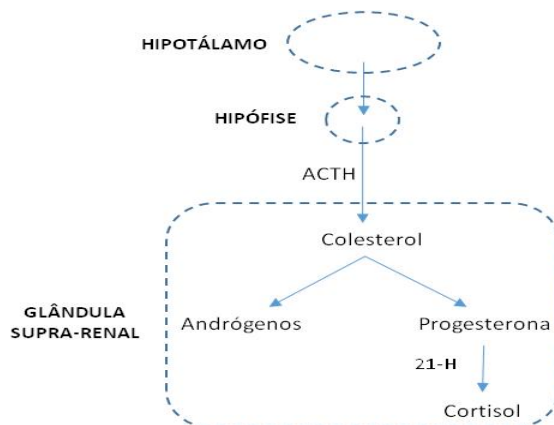 HIPOTÁLAMO
HIPÓFISE
ACTH
Colesterol
GLÂNDULA
SUPRA-RENAL
Andrógenos
Progesterona
21-H
Cortisol